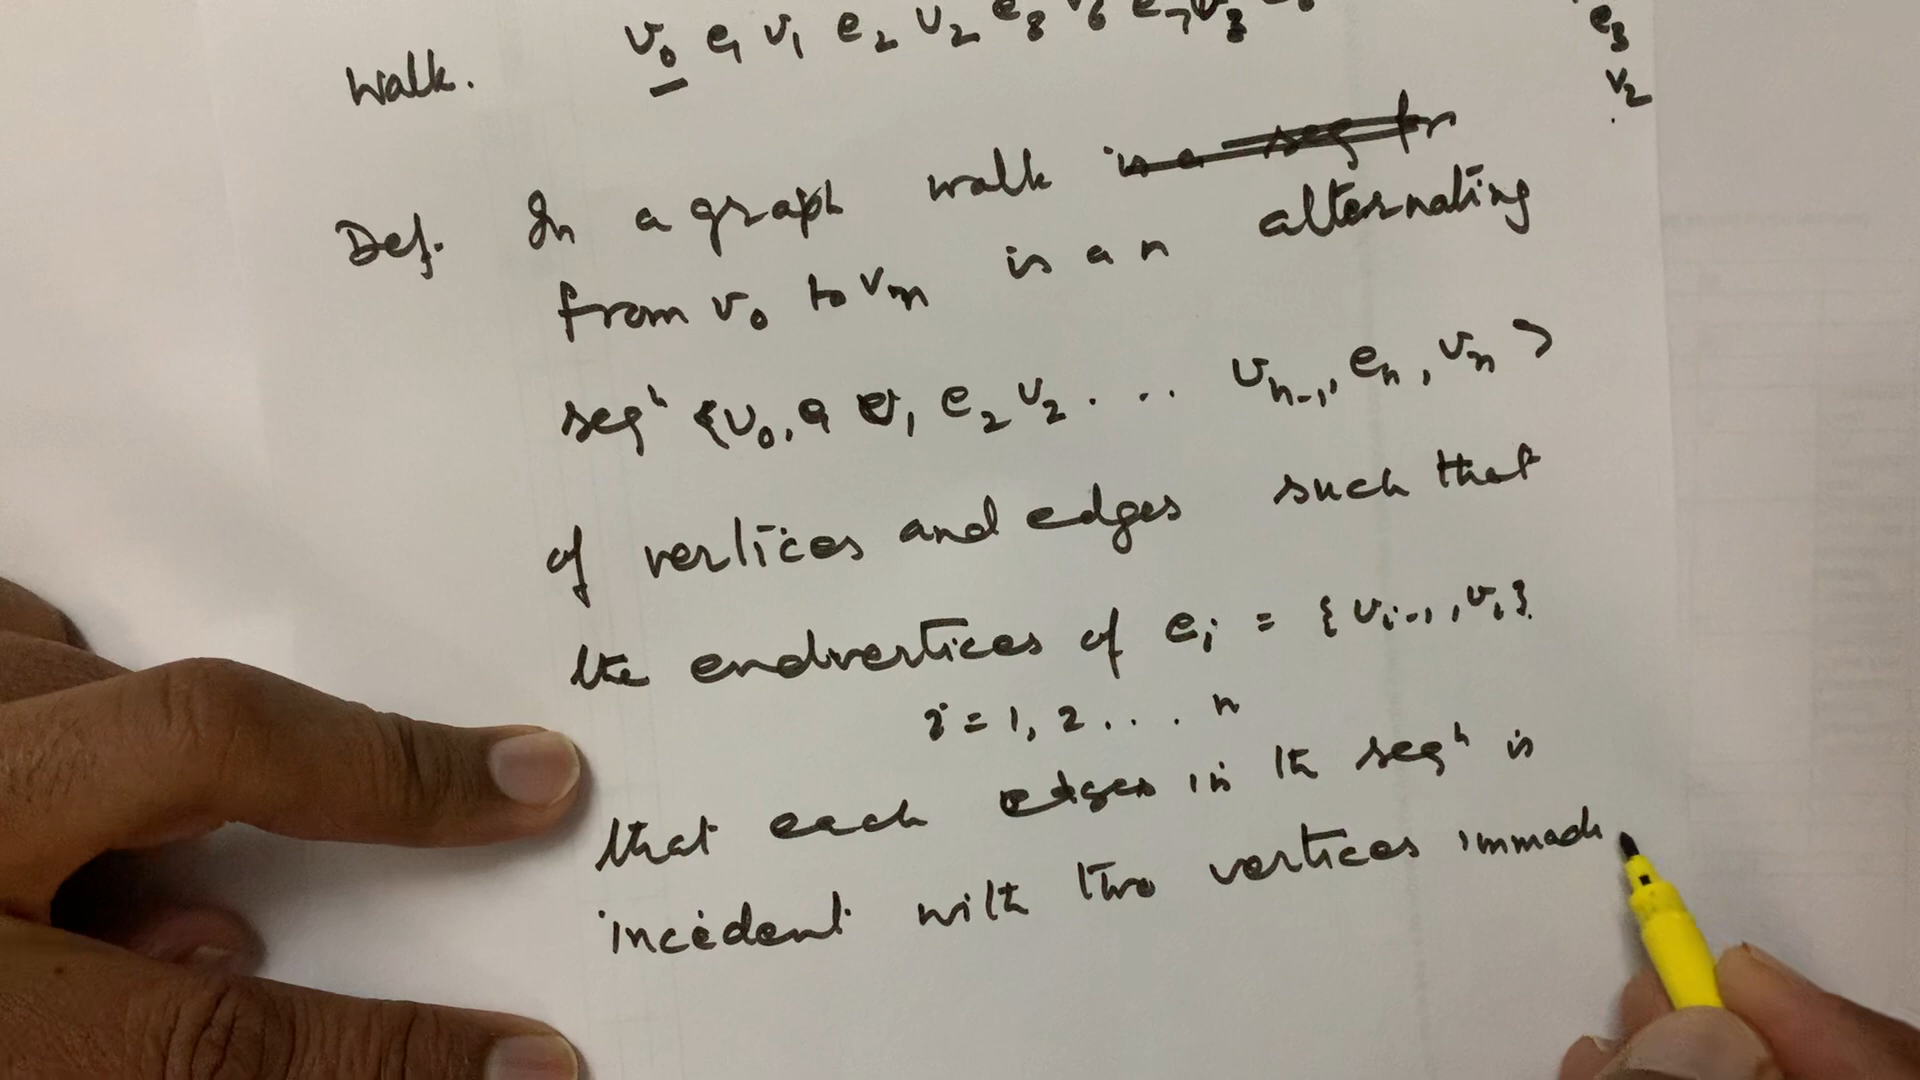 Walk. v₀ e₁ v₁ e₂ v₂ e₈ v₆ e₇ v₃
e₃
v₂
Def. In a graph walk is a seq fr
from v₀ to vₙ is an alternating
seqⁿ {v₀, e₁ v₁, e₂ v₂ . . . vₙ₋₁, eₙ, vₙ >
of vertices and edges such that
the endvertices of eᵢ = {vᵢ₋₁, vᵢ}.
i = 1, 2 . . . n
that each edges in the seqⁿ is
incident with two vertices immadi